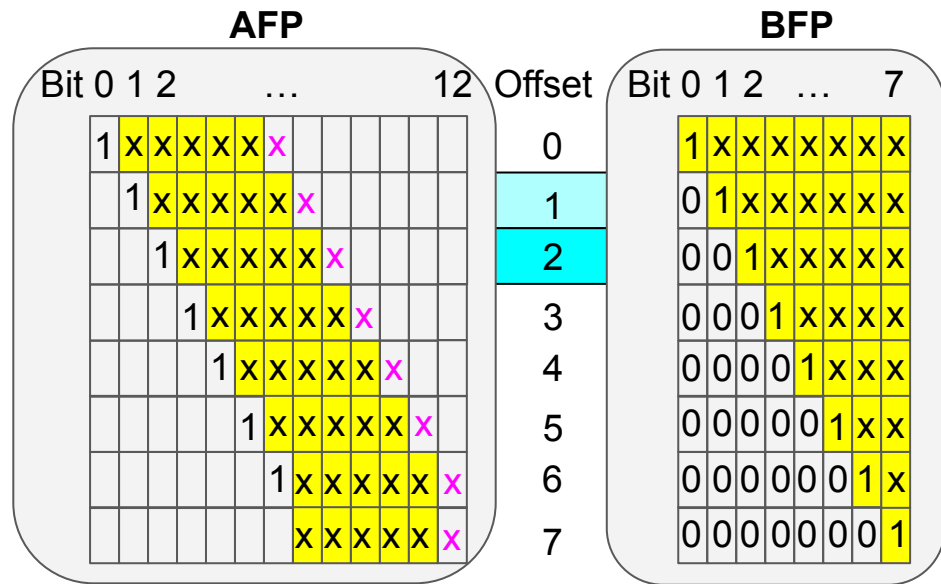 AFP BFP
Bit 0 1 2 … 12 Offset Bit 0 1 2 … 7
1 x x x x x x 0 1 x x x x x x x
1 x x x x x x 1 0 1 x x x x x x
1 x x x x x x 2 0 0 1 x x x x x
1 x x x x x x 3 0 0 0 1 x x x x
1 x x x x x x 4 0 0 0 0 1 x x x
1 x x x x x x 5 0 0 0 0 0 1 x x
1 x x x x x x 6 0 0 0 0 0 0 1 x
x x x x x x 7 0 0 0 0 0 0 0 1